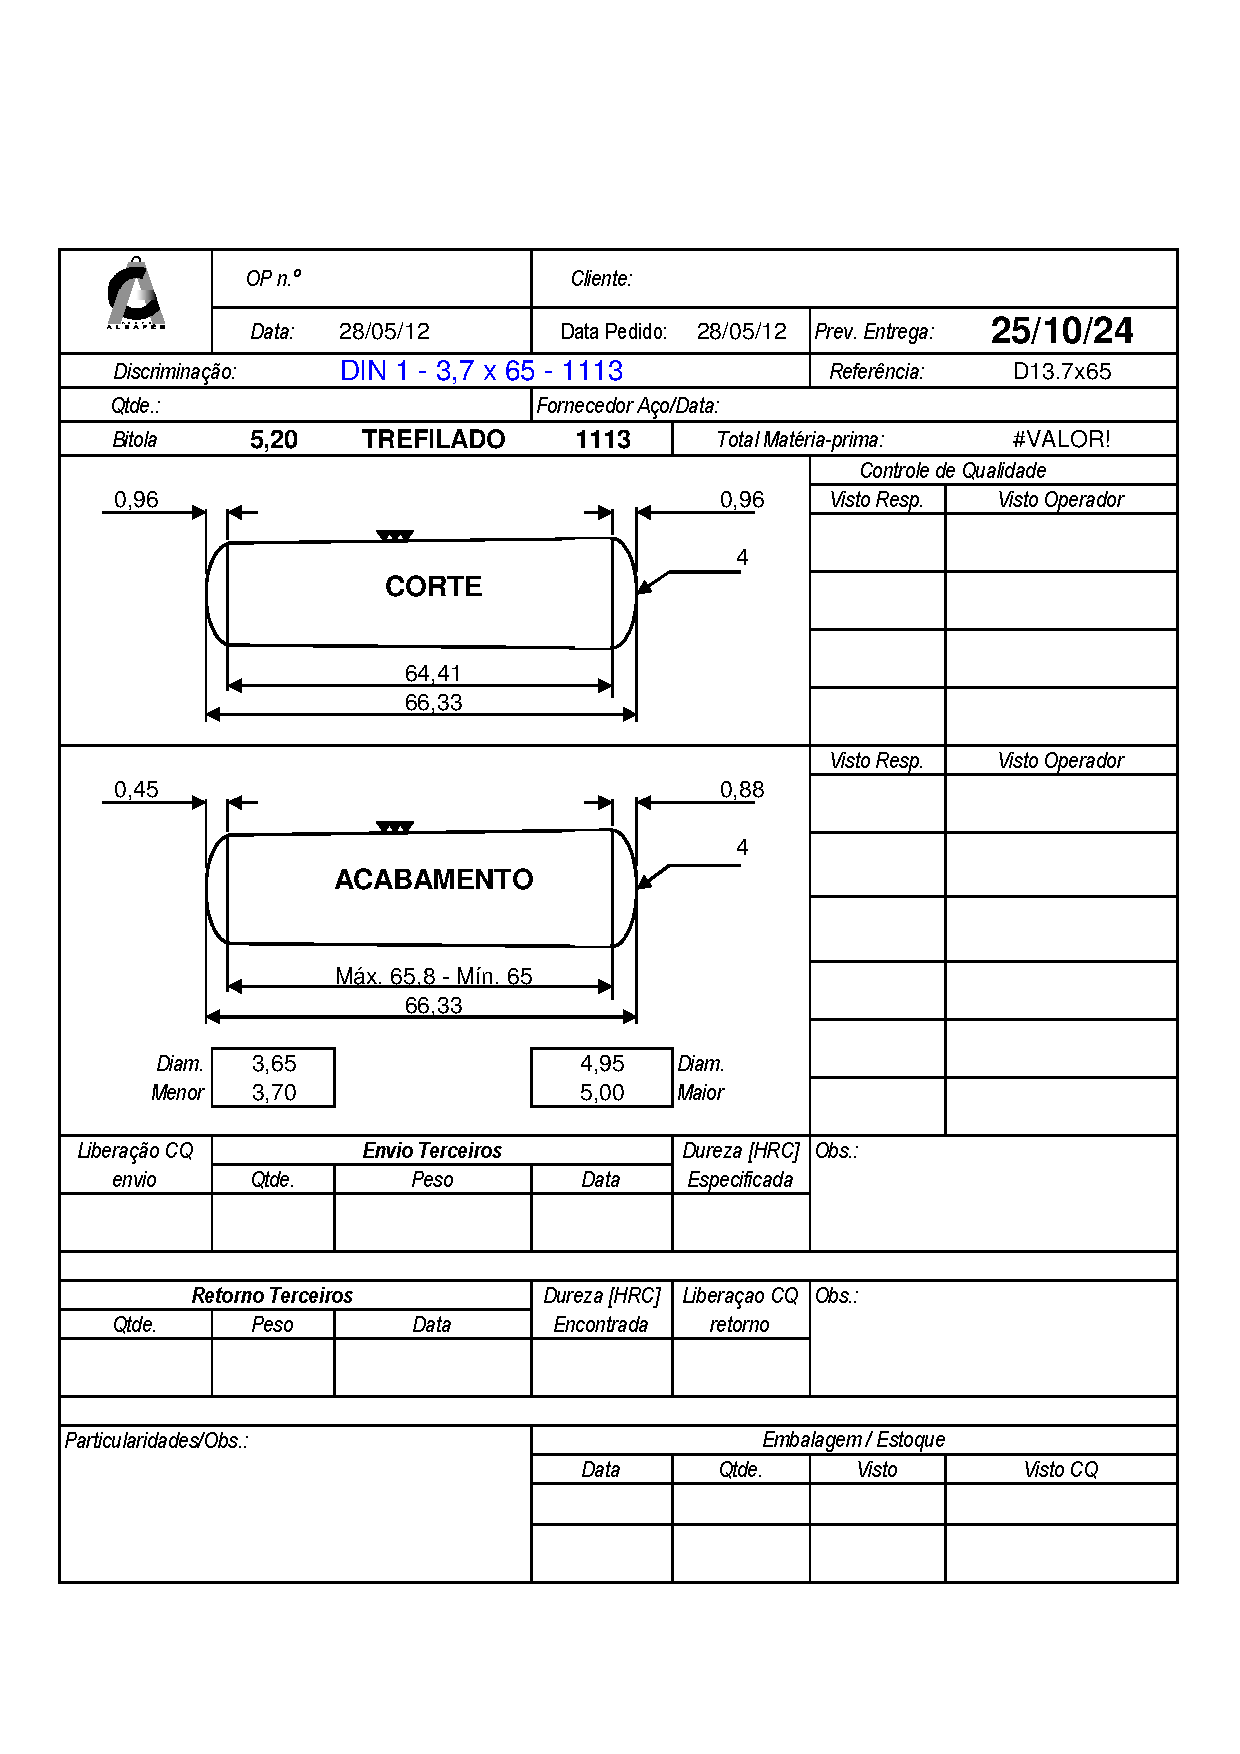 OP n.º
Cliente:
ALBAPEM
Data: 28/05/12 Data Pedido: 28/05/12 Prev. Entrega: 25/10/24
Discriminação: DIN 1 - 3,7 x 65 - 1113 Referência: D13.7x65
Qtde.: Fornecedor Aço/Data:
Bitola 5,20 TREFILADO 1113 Total Matéria-prima: #VALOR!
Controle de Qualidade
0,96 0,96 Visto Resp. Visto Operador
4
CORTE
64,41
66,33
Visto Resp. Visto Operador
0,45 0,88
4
ACABAMENTO
Máx. 65,8 - Mín. 65
66,33
Diam. 3,65 4,95 Diam.
Menor 3,70 5,00 Maior
Liberação CQ Envio Terceiros Dureza [HRC] Obs.:
envio Qtde. Peso Data Especificada
Retorno Terceiros Dureza [HRC] Liberaçao CQ Obs.:
Qtde. Peso Data Encontrada retorno
Particularidades/Obs.: Embalagem / Estoque
Data Qtde. Visto Visto CQ